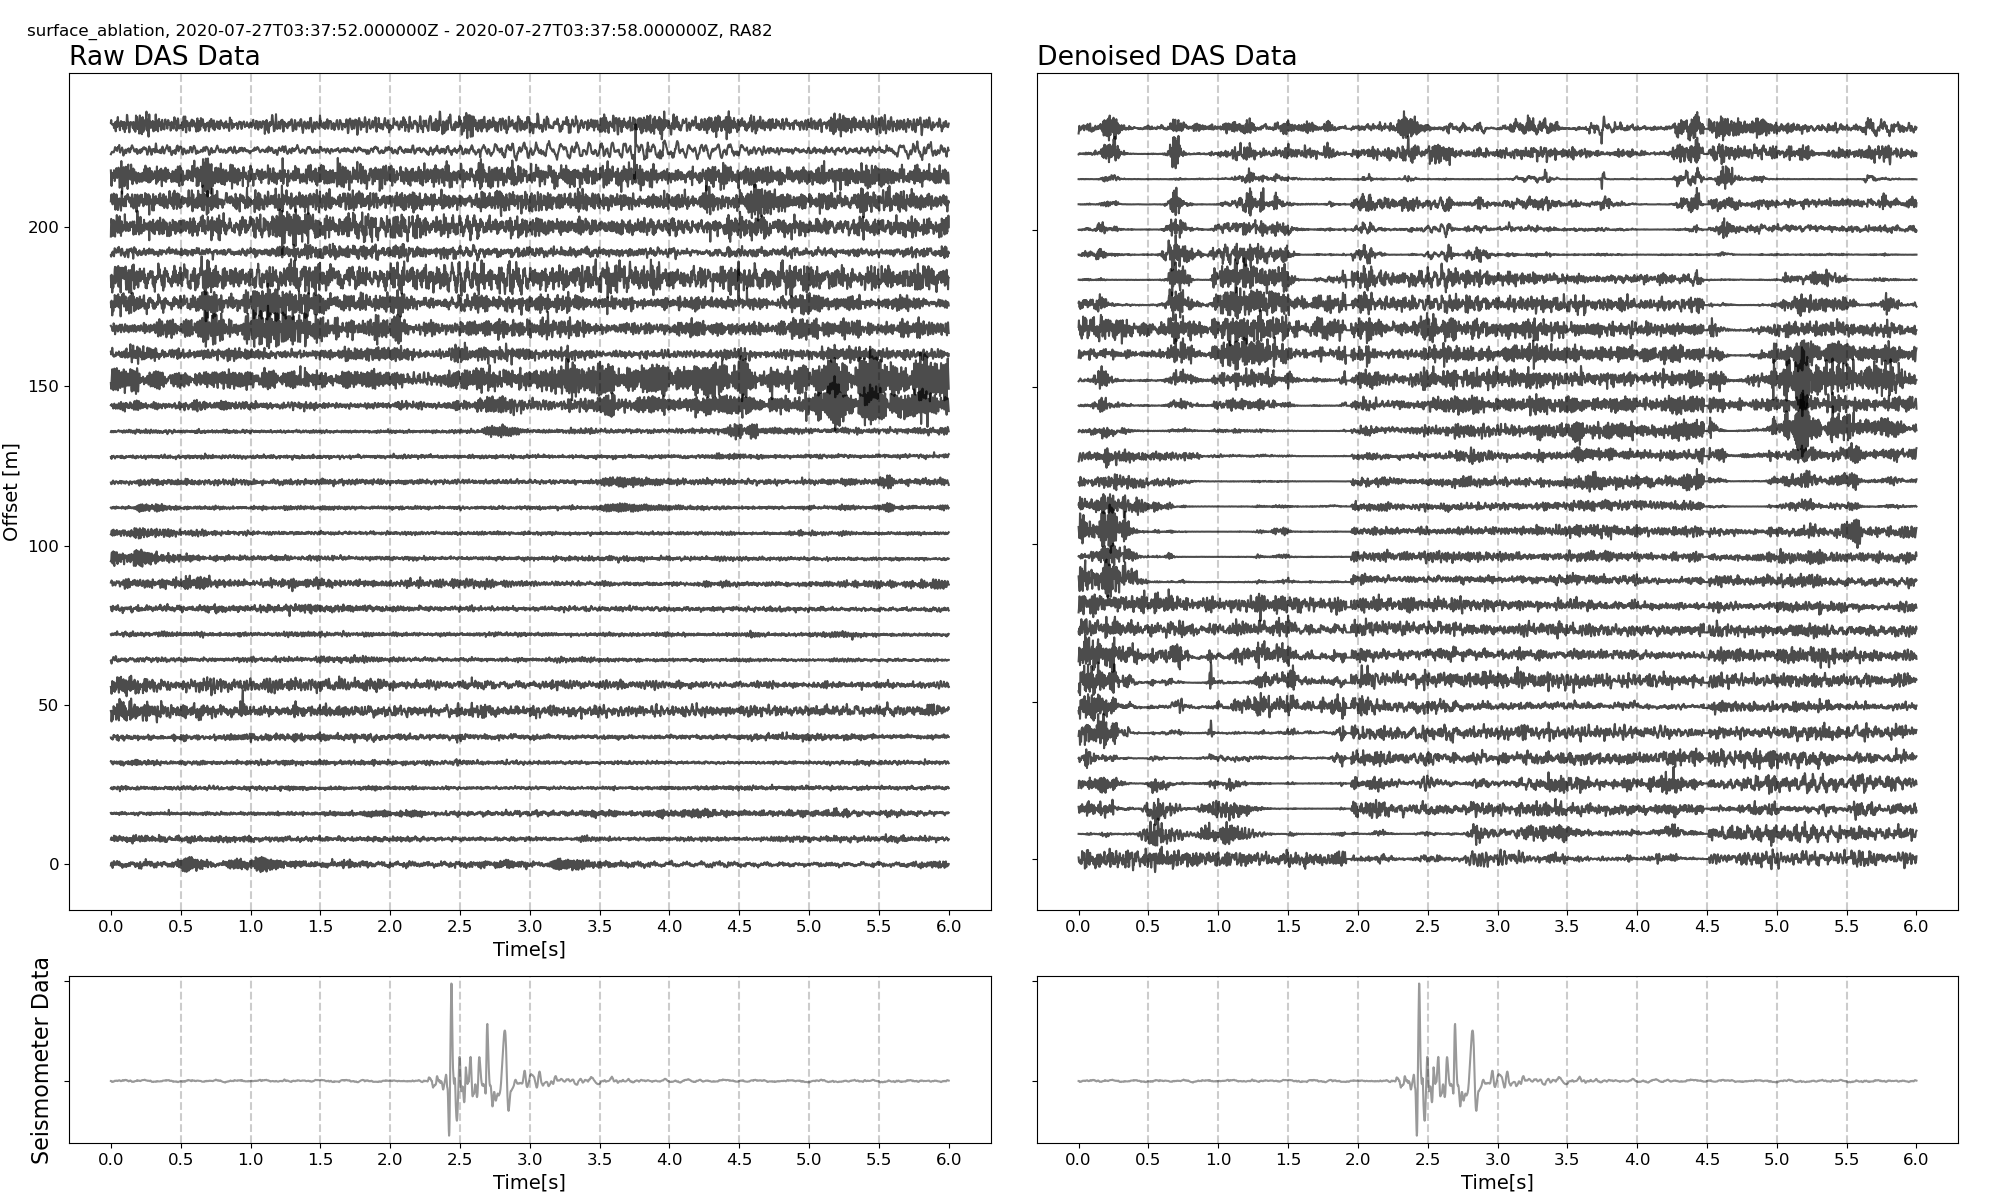 surface_ablation, 2020-07-27T03:37:52.000000Z - 2020-07-27T03:37:58.000000Z, RA82
Raw DAS Data
Denoised DAS Data
Offset [m]
200
150
100
50
0
0.0 0.5 1.0 1.5 2.0 2.5 3.0 3.5 4.0 4.5 5.0 5.5 6.0
Time[s]
0.0 0.5 1.0 1.5 2.0 2.5 3.0 3.5 4.0 4.5 5.0 5.5 6.0
Seismometer Data
0.0 0.5 1.0 1.5 2.0 2.5 3.0 3.5 4.0 4.5 5.0 5.5 6.0
Time[s]
0.0 0.5 1.0 1.5 2.0 2.5 3.0 3.5 4.0 4.5 5.0 5.5 6.0
Time[s]